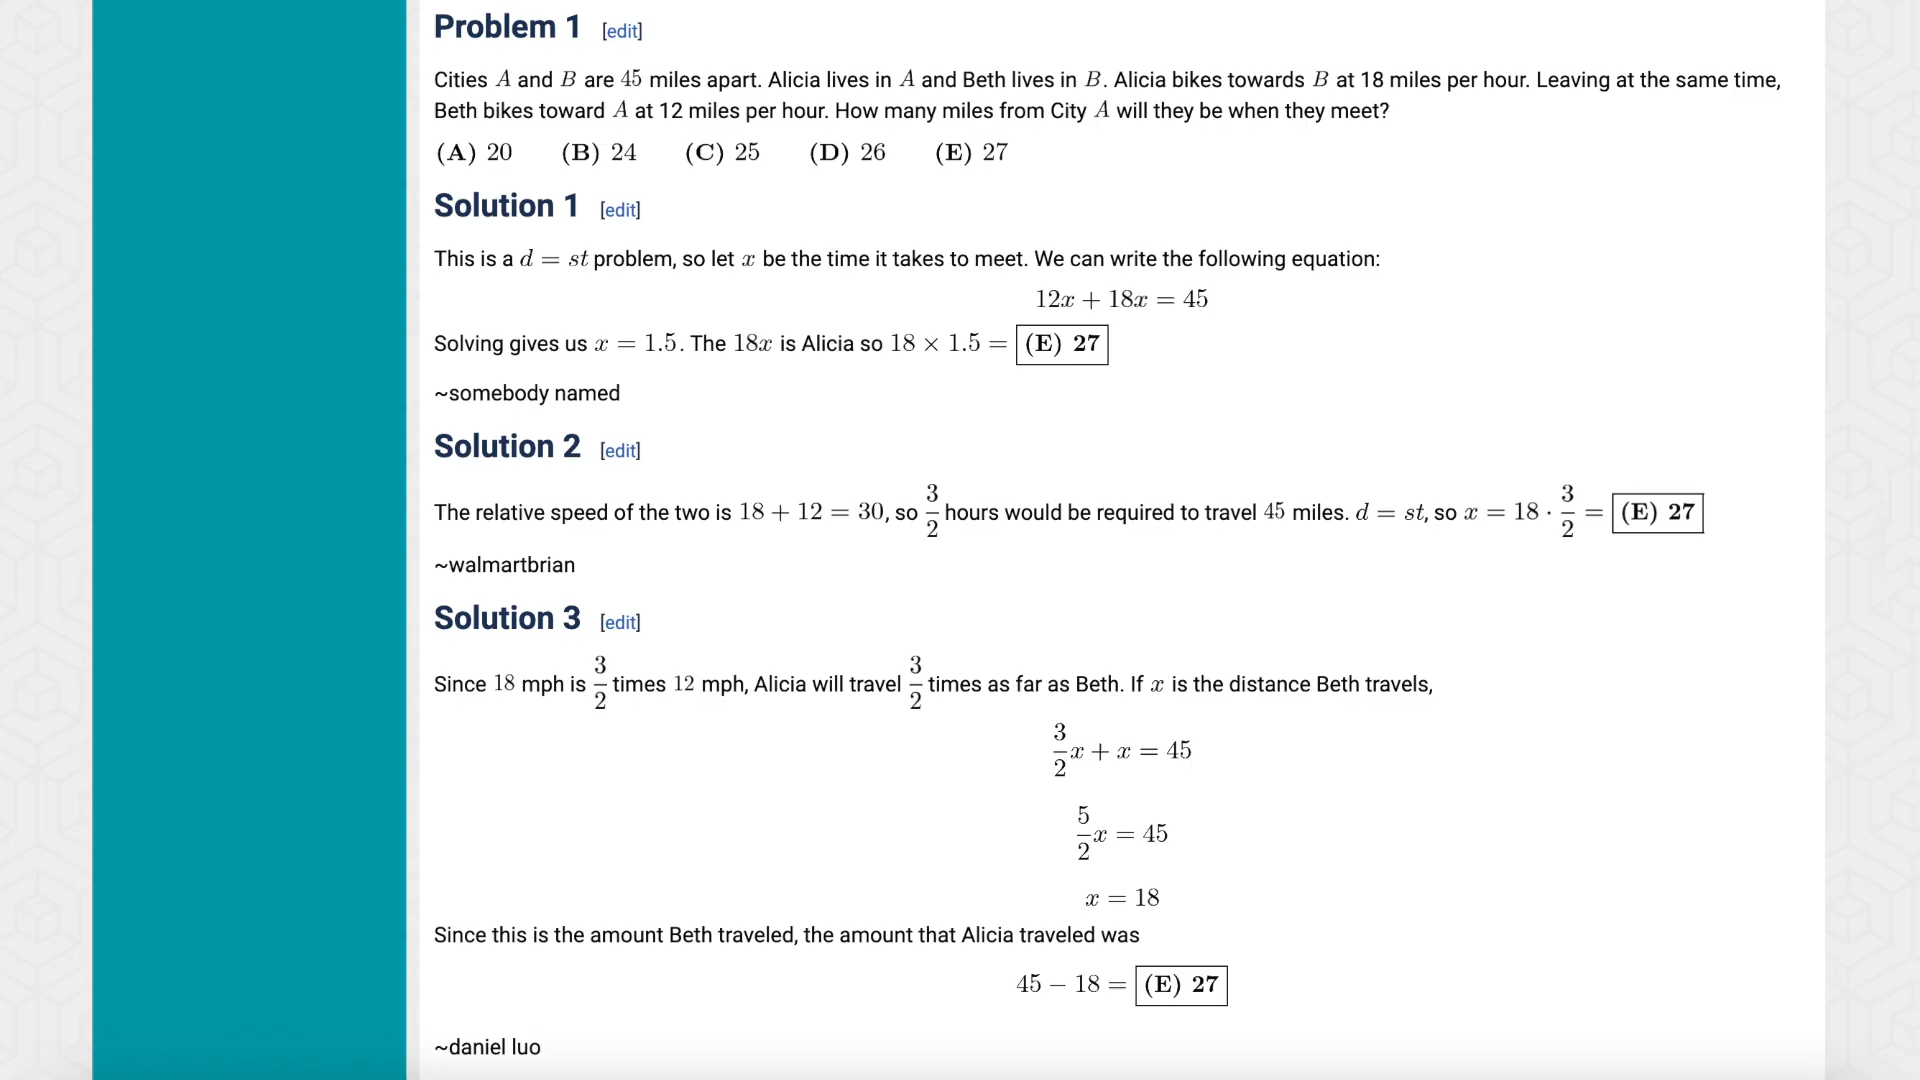 Problem 1 [edit]
Cities A and B are 45 miles apart. Alicia lives in A and Beth lives in B. Alicia bikes towards B at 18 miles per hour. Leaving at the same time,
Beth bikes toward A at 12 miles per hour. How many miles from City A will they be when they meet?
(A) 20 (B) 24 (C) 25 (D) 26 (E) 27
Solution 1 [edit]
This is a d = st problem, so let x be the time it takes to meet. We can write the following equation:
12x + 18x = 45
Solving gives us x = 1.5. The 18x is Alicia so 18 × 1.5 = (E) 27
~somebody named
Solution 2 [edit]
The relative speed of the two is 18 + 12 = 30, so 3/2 hours would be required to travel 45 miles. d = st, so x = 18 · 3/2 = (E) 27
~walmartbrian
Solution 3 [edit]
Since 18 mph is 3/2 times 12 mph, Alicia will travel 3/2 times as far as Beth. If x is the distance Beth travels,
3/2 x + x = 45
5/2 x = 45
x = 18
Since this is the amount Beth traveled, the amount that Alicia traveled was
45 − 18 = (E) 27
~daniel luo